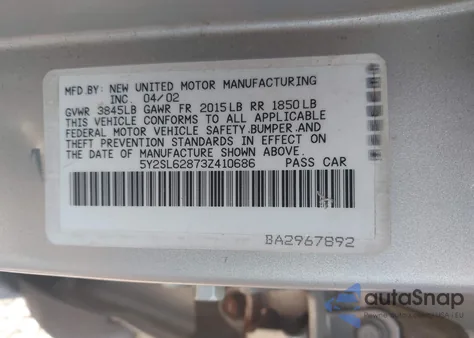 MFD.BY: NEW UNITED MOTOR MANUFACTURING
INC. 04/02
GVWR 3845LB GAWR FR 2015LB RR 1850LB
THIS VEHICLE CONFORMS TO ALL APPLICABLE
FEDERAL MOTOR VEHICLE SAFETY,BUMPER,AND
THEFT PREVENTION STANDARDS IN EFFECT ON
THE DATE OF MANUFACTURE SHOWN ABOVE.
5Y2SL62873Z410686 PASS CAR
BA2967892
autoSnap